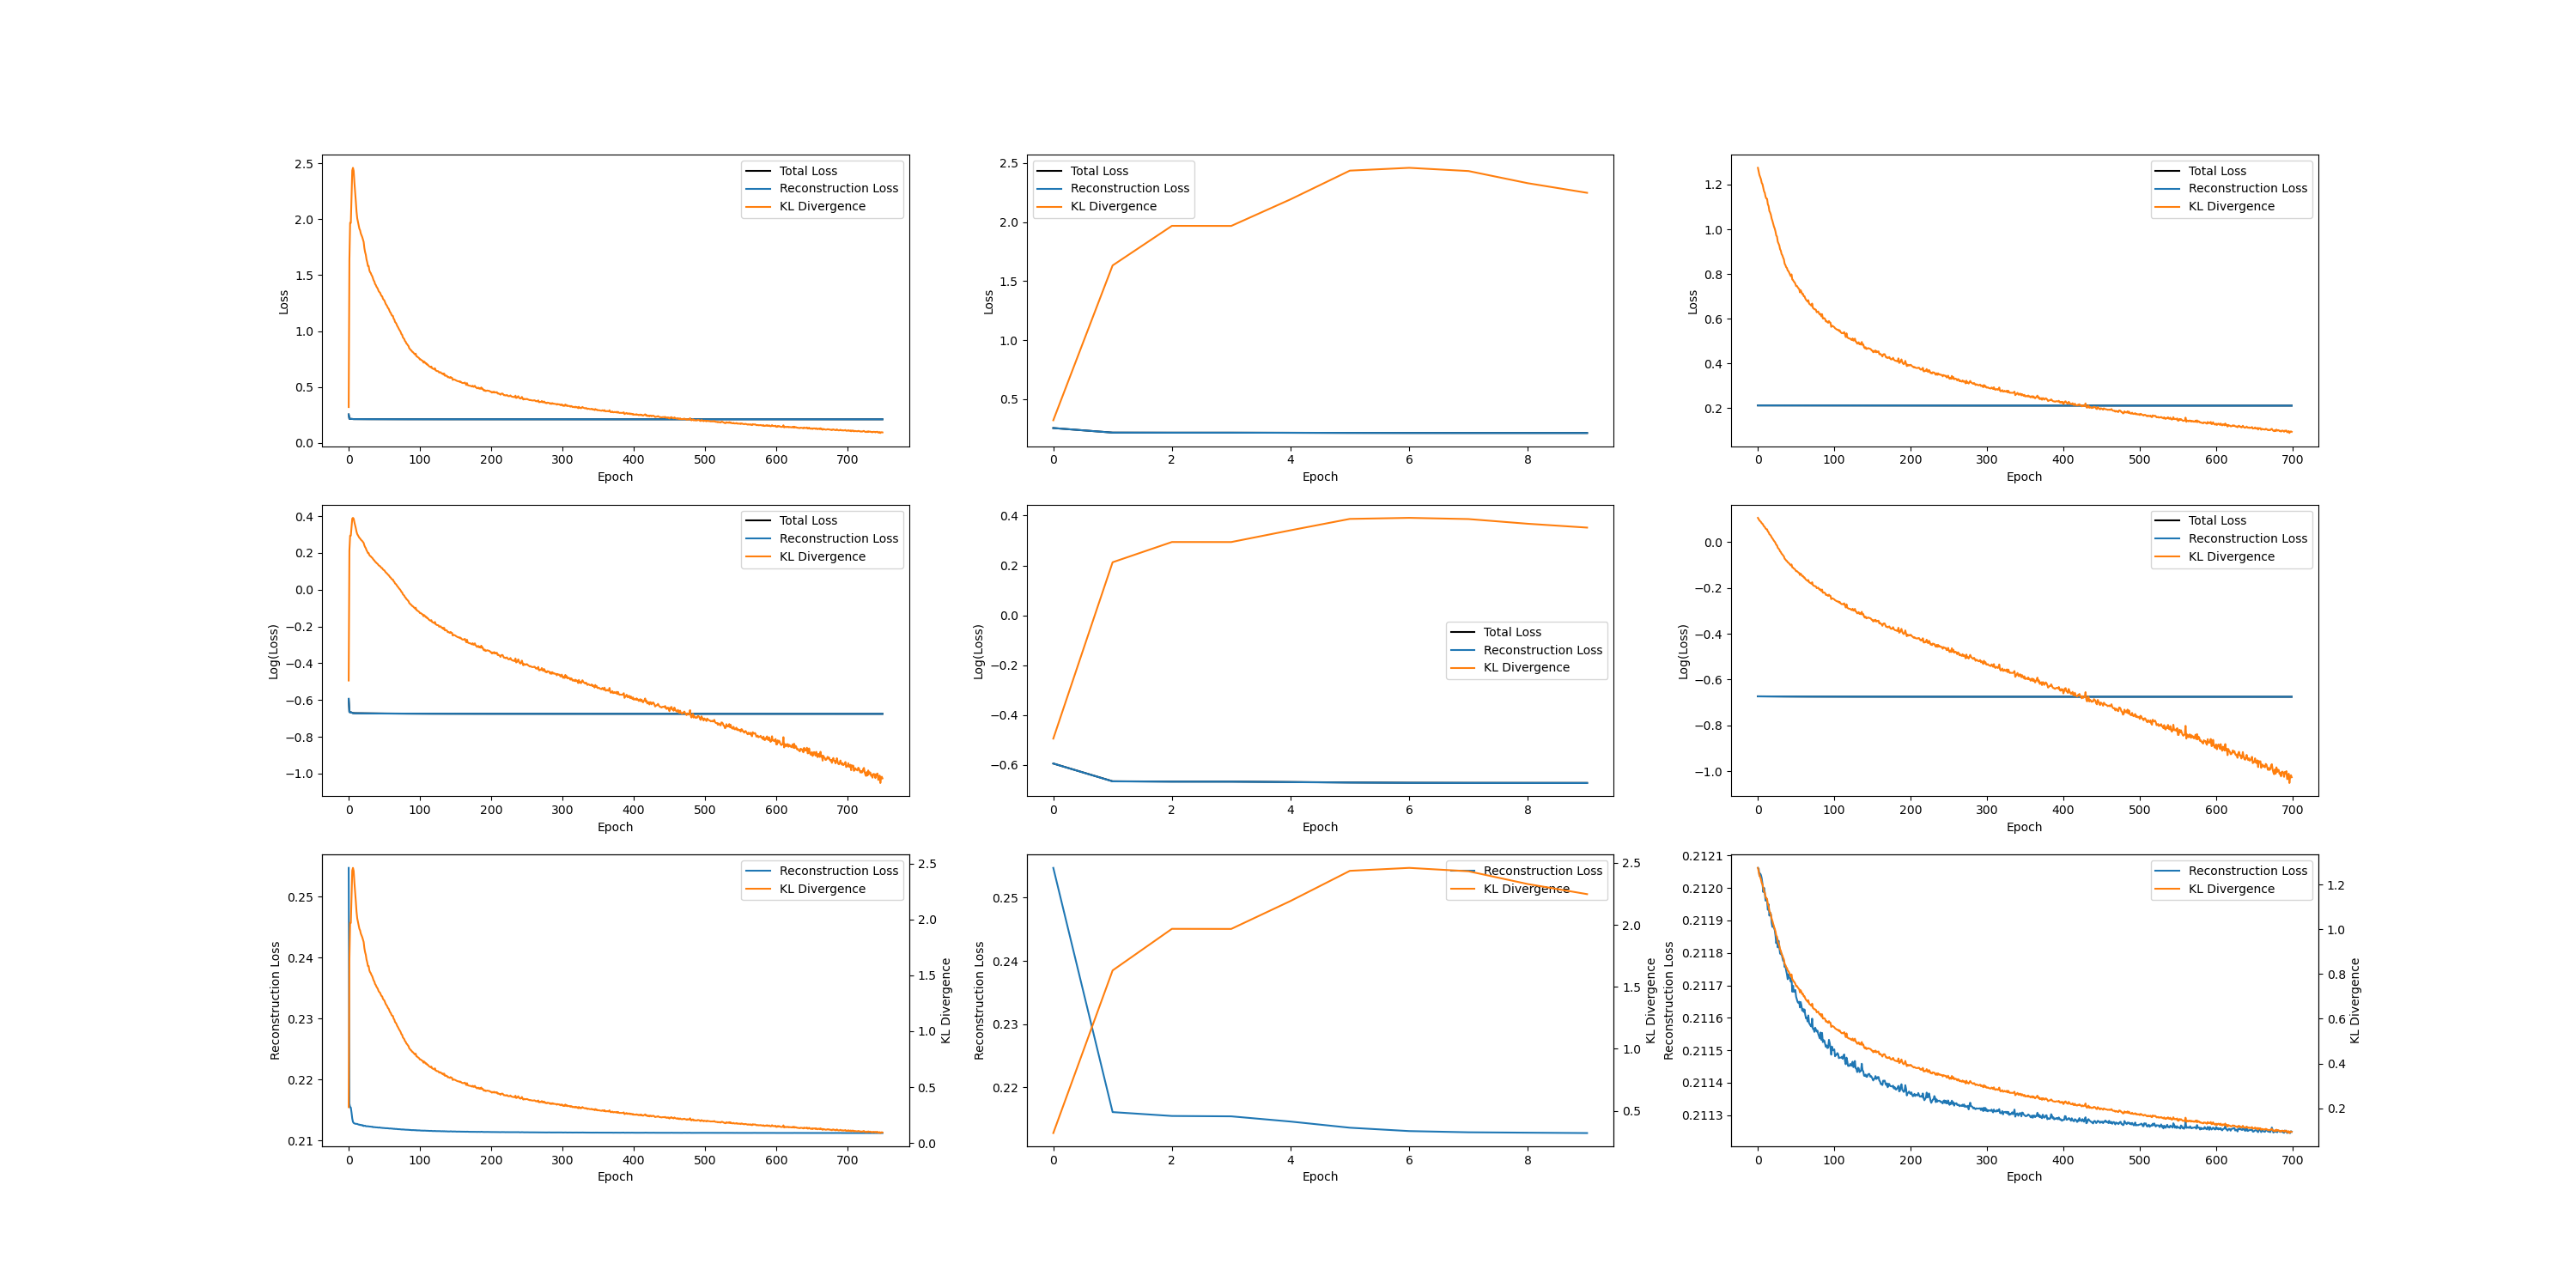 Total Loss
Reconstruction Loss
KL Divergence
2.5
2.0
1.5
1.0
0.5
0.0
Loss
0 100 200 300 400 500 600 700
Epoch
Total Loss
Reconstruction Loss
KL Divergence
2.5
2.0
1.5
1.0
0.5
Loss
0 2 4 6 8
Epoch
Total Loss
Reconstruction Loss
KL Divergence
1.2
1.0
0.8
0.6
0.4
0.2
Loss
0 100 200 300 400 500 600 700
Epoch
Total Loss
Reconstruction Loss
KL Divergence
0.4
0.2
0.0
−0.2
−0.4
−0.6
−0.8
−1.0
Log(Loss)
0 100 200 300 400 500 600 700
Epoch
0.4
0.2
0.0
−0.2
−0.4
−0.6
Log(Loss)
Total Loss
Reconstruction Loss
KL Divergence
0 2 4 6 8
Epoch
Total Loss
Reconstruction Loss
KL Divergence
0.0
−0.2
−0.4
−0.6
−0.8
−1.0
Log(Loss)
0 100 200 300 400 500 600 700
Epoch
Reconstruction Loss
KL Divergence
0.25
0.24
0.23
0.22
0.21
Reconstruction Loss
2.5
2.0
1.5
1.0
0.5
0.0
KL Divergence
0 100 200 300 400 500 600 700
Epoch
Reconstruction Loss
KL Divergence
0.25
0.24
0.23
0.22
Reconstruction Loss
2.5
2.0
1.5
1.0
0.5
KL Divergence
0 2 4 6 8
Epoch
Reconstruction Loss
KL Divergence
0.2121
0.2120
0.2119
0.2118
0.2117
0.2116
0.2115
0.2114
0.2113
Reconstruction Loss
1.2
1.0
0.8
0.6
0.4
0.2
KL Divergence
0 100 200 300 400 500 600 700
Epoch